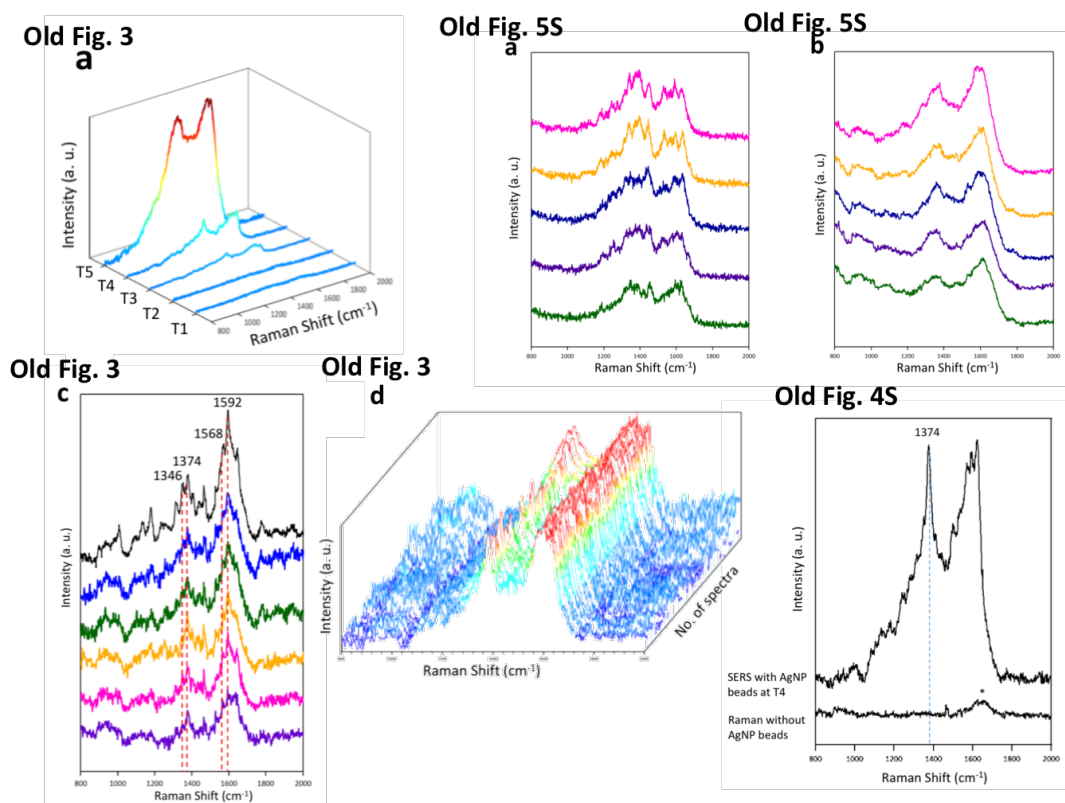 Old Fig. 3
a
Intensity (a. u.)
T5
T4
T3
T2
T1
800
1000
1200
1400
1600
1800
2000
Raman Shift (cm-1)
Old Fig. 5S
a
Intensity (a. u.)
800 1000 1200 1400 1600 1800 2000
Raman Shift (cm-1)
Old Fig. 5S
b
Intensity (a. u.)
800 1000 1200 1400 1600 1800 2000
Raman Shift (cm-1)
Old Fig. 3
c
1592
1568
1374
1346
Intensity (a. u.)
800 1000 1200 1400 1600 1800 2000
Raman Shift (cm-1)
Old Fig. 3
d
Intensity (a. u.)
No. of spectra
Raman Shift (cm-1)
Old Fig. 4S
1374
Intensity (a. u.)
SERS with AgNP
beads at T4
*
Raman without
AgNP beads
800 1000 1200 1400 1600 1800 2000
Raman Shift (cm-1)